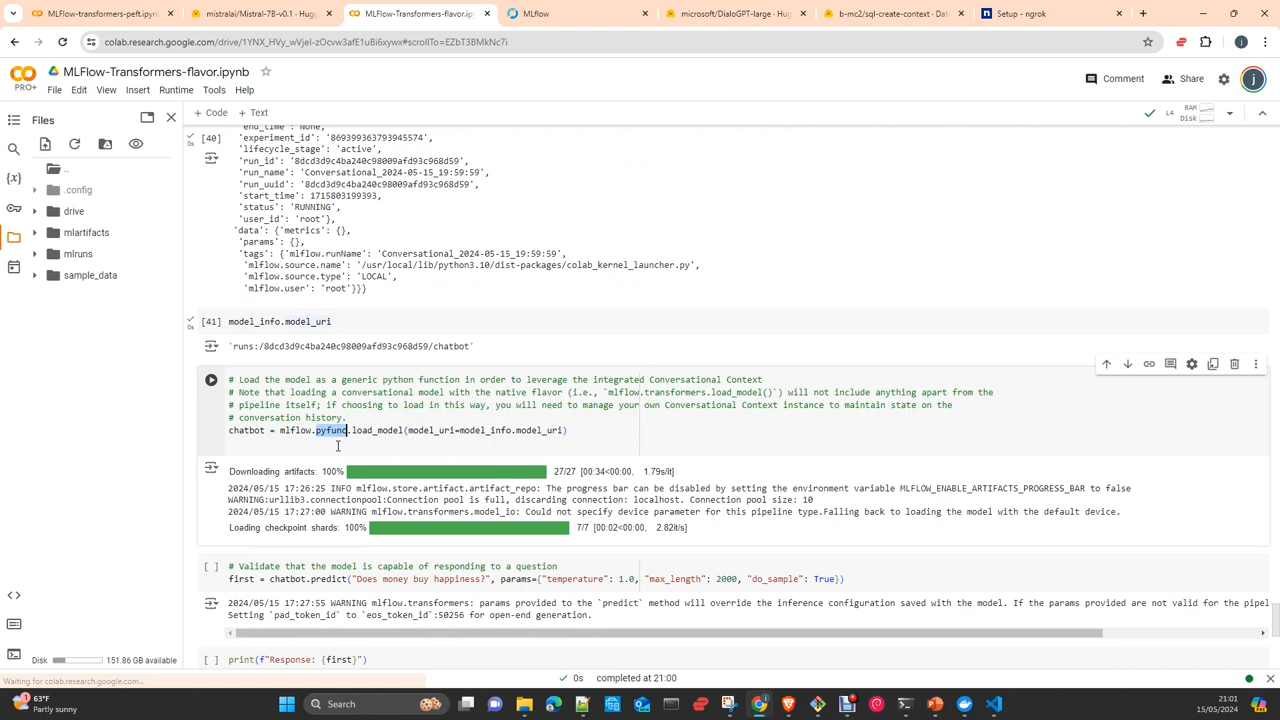 MLFlow-Transformers-peft.ipynb
mistralai/Mistral-7B-v0.1 · Hugg
MLFlow-Transformers-flavor.ipy
MLflow
microsoft/DialoGPT-large · Hugg
b-mc2/sql-create-context · Data
Setup - ngrok
colab.research.google.com/drive/1YNX_HVy_wVjeI-zOcvw3afE1uBi6xywx#scrollTo=EZbT3BMkNc7i
CO
PRO+
MLFlow-Transformers-flavor.ipynb
File Edit View Insert Runtime Tools Help
Comment
Share
Files
+ Code + Text
L4 RAM
Disk
..
.config
drive
mlartifacts
mlruns
sample_data
'end_time': None,
[40] 'experiment_id': '869399363793945574',
0s 'lifecycle_stage': 'active',
'run_id': '8dcd3d9c4ba240c98009afd93c968d59',
'run_name': 'Conversational_2024-05-15_19:59:59',
'run_uuid': '8dcd3d9c4ba240c98009afd93c968d59',
'start_time': 1715803199393,
'status': 'RUNNING',
'user_id': 'root'},
'data': {'metrics': {},
'params': {},
'tags': {'mlflow.runName': 'Conversational_2024-05-15_19:59:59',
'mlflow.source.name': '/usr/local/lib/python3.10/dist-packages/colab_kernel_launcher.py',
'mlflow.source.type': 'LOCAL',
'mlflow.user': 'root'}}}
[41] model_info.model_uri
0s
'runs:/8dcd3d9c4ba240c98009afd93c968d59/chatbot'
# Load the model as a generic python function in order to leverage the integrated Conversational Context
# Note that loading a conversational model with the native flavor (i.e., `mlflow.transformers.load_model()`) will not include anything apart from the
# pipeline itself; if choosing to load in this way, you will need to manage your own Conversational Context instance to maintain state on the
# conversation history.
chatbot = mlflow.pyfunc.load_model(model_uri=model_info.model_uri)
Downloading artifacts: 100% 27/27 [00:34<00:00, 1.79s/it]
2024/05/15 17:26:25 INFO mlflow.store.artifact.artifact_repo: The progress bar can be disabled by setting the environment variable MLFLOW_ENABLE_ARTIFACTS_PROGRESS_BAR to false
WARNING:urllib3.connectionpool:Connection pool is full, discarding connection: localhost. Connection pool size: 10
2024/05/15 17:27:00 WARNING mlflow.transformers.model_io: Could not specify device parameter for this pipeline type.Falling back to loading the model with the default device.
Loading checkpoint shards: 100% 7/7 [00:02<00:00, 2.82it/s]
[ ] # Validate that the model is capable of responding to a question
first = chatbot.predict("Does money buy happiness?", params={"temperature": 1.0, "max_length": 2000, "do_sample": True})
2024/05/15 17:27:55 WARNING mlflow.transformers: params provided to the `predict` method will override the inference configuration saved with the model. If the params provided are not valid for the pipel
Setting `pad_token_id` to `eos_token_id`:50256 for open-end generation.
[ ] print(f"Response: {first}")
Disk 151.86 GB available
Waiting for colab.research.google.com...
0s completed at 21:00
63°F
Partly sunny
Search
21:01
15/05/2024